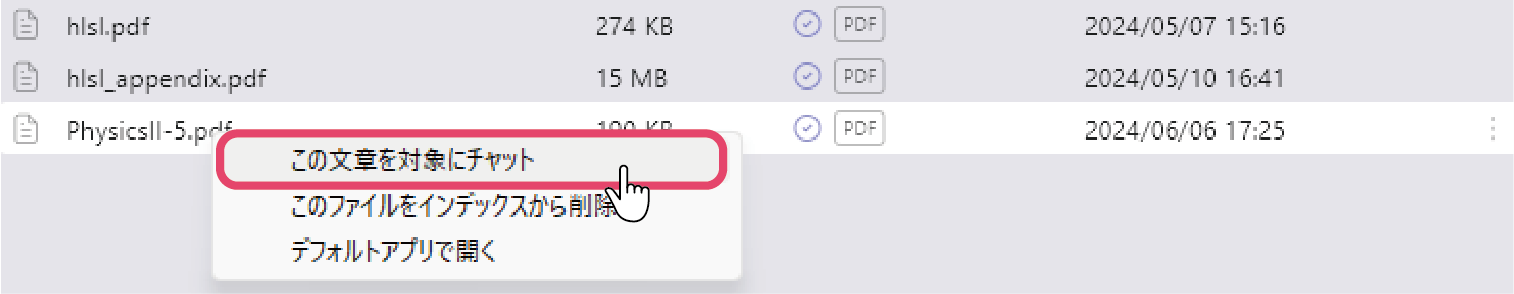 hlsl.pdf 274 KB PDF 2024/05/07 15:16
hlsl_appendix.pdf 15 MB PDF 2024/05/10 16:41
PhysicsII-5.pdf 190 KB PDF 2024/06/06 17:25
この文章を対象にチャット
このファイルをインデックスから削除
デフォルトアプリで開く